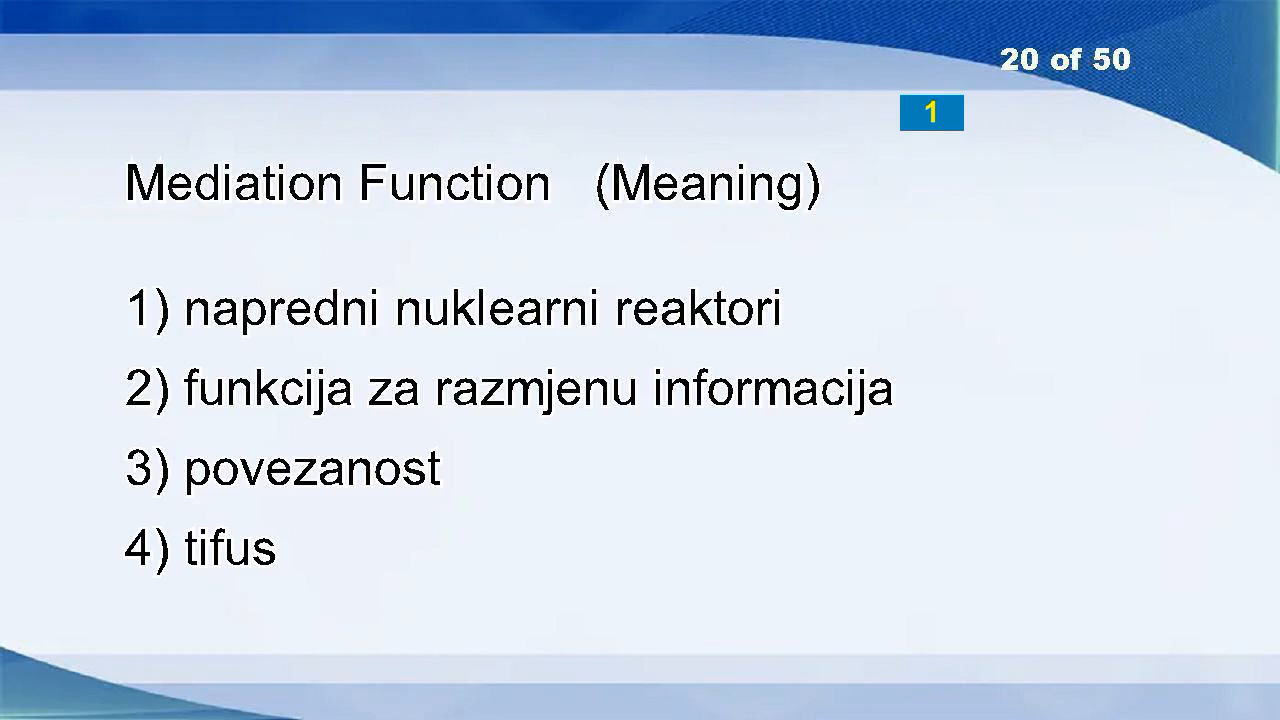 20 of 50
1
Mediation Function (Meaning)
1) napredni nuklearni reaktori
2) funkcija za razmjenu informacija
3) povezanost
4) tifus